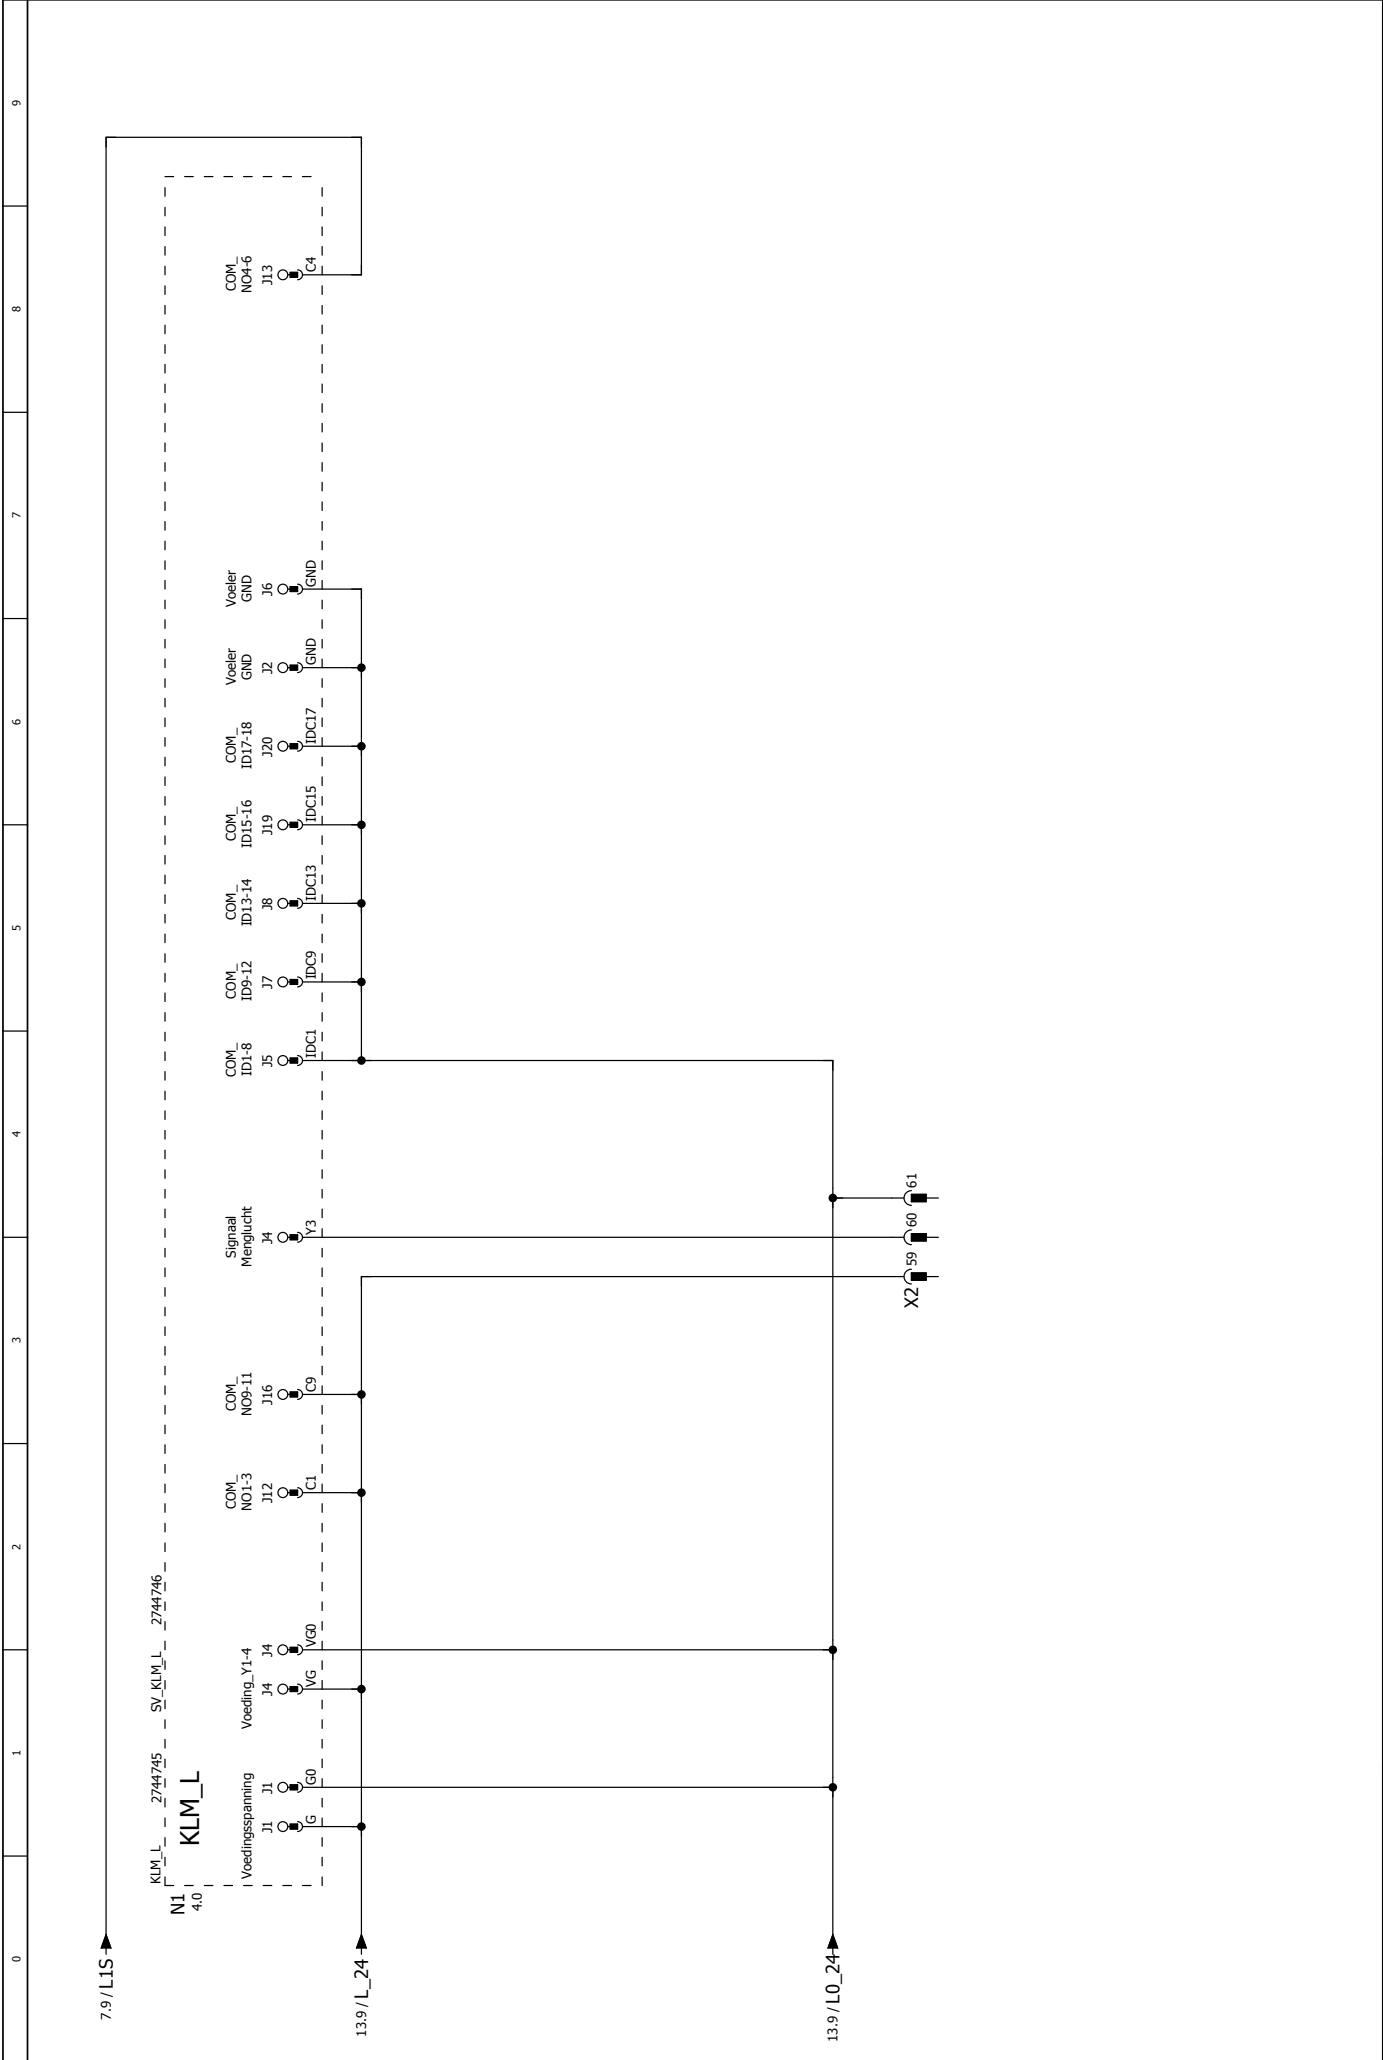 0
1
2
3
4
5
6
7
8
9
7.9 / L1S
N1
4.0
KLM_L
2744745
SV_KLM_L
2744746
KLM_L
Voedingsspanning
J1
G
J1
G0
Voeding_Y1-4
J4
VG
J4
VG0
COM_
NO1-3
J12
C1
COM_
NO9-11
J16
C9
Signaal
Menglucht
J4
Y3
COM_
ID1-8
J5
IDC1
COM_
ID9-12
J7
IDC9
COM_
ID13-14
J8
IDC13
COM_
ID15-16
J19
IDC15
COM_
ID17-18
J20
IDC17
Voeler
GND
J2
GND
Voeler
GND
J6
GND
COM_
NO4-6
J13
C4
13.9 / L_24
13.9 / L0_24
X2
59
60
61